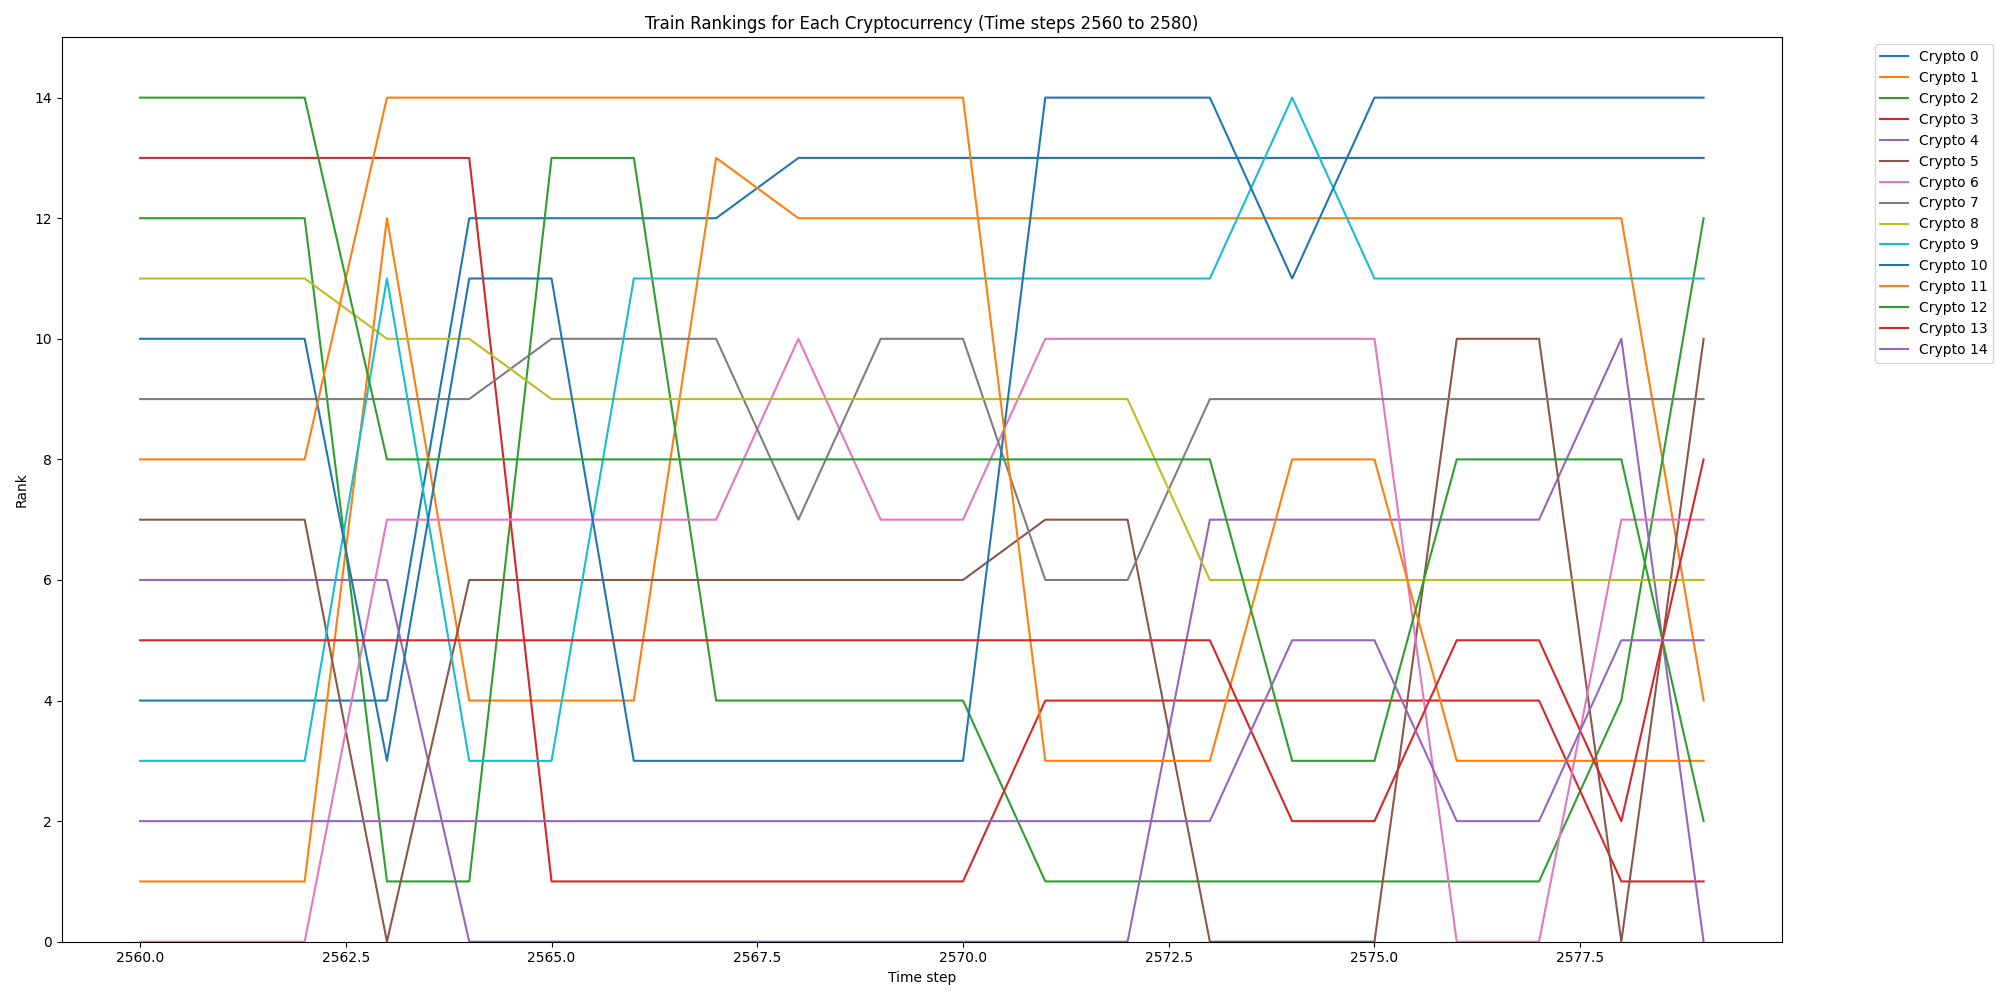 Train Rankings for Each Cryptocurrency (Time steps 2560 to 2580)
Rank
14
12
10
8
6
4
2
0
2560.0
2562.5
2565.0
2567.5
2570.0
2572.5
2575.0
2577.5
Time step
Crypto 0
Crypto 1
Crypto 2
Crypto 3
Crypto 4
Crypto 5
Crypto 6
Crypto 7
Crypto 8
Crypto 9
Crypto 10
Crypto 11
Crypto 12
Crypto 13
Crypto 14